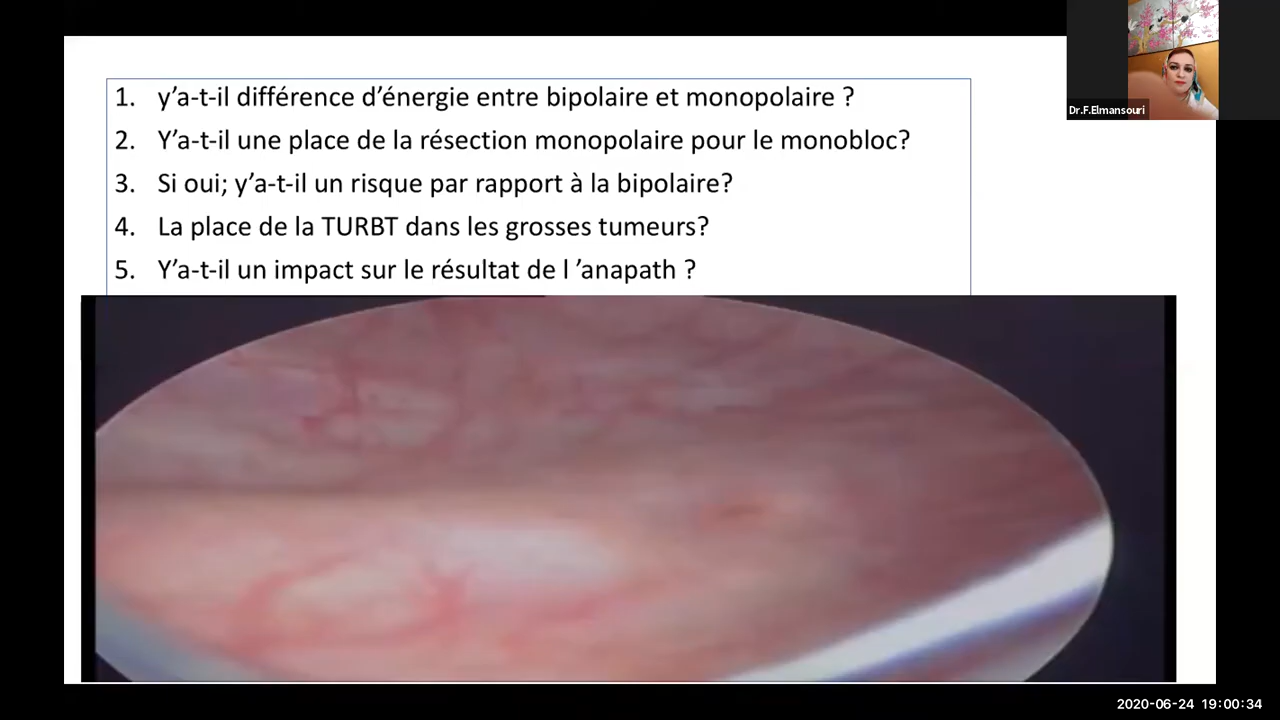 1. y'a-t-il différence d'énergie entre bipolaire et monopolaire ?
2. Y'a-t-il une place de la résection monopolaire pour le monobloc?
3. Si oui; y'a-t-il un risque par rapport à la bipolaire?
4. La place de la TURBT dans les grosses tumeurs?
5. Y'a-t-il un impact sur le résultat de l 'anapath ?
Dr.F.Elmansouri
2020-06-24 19:00:34